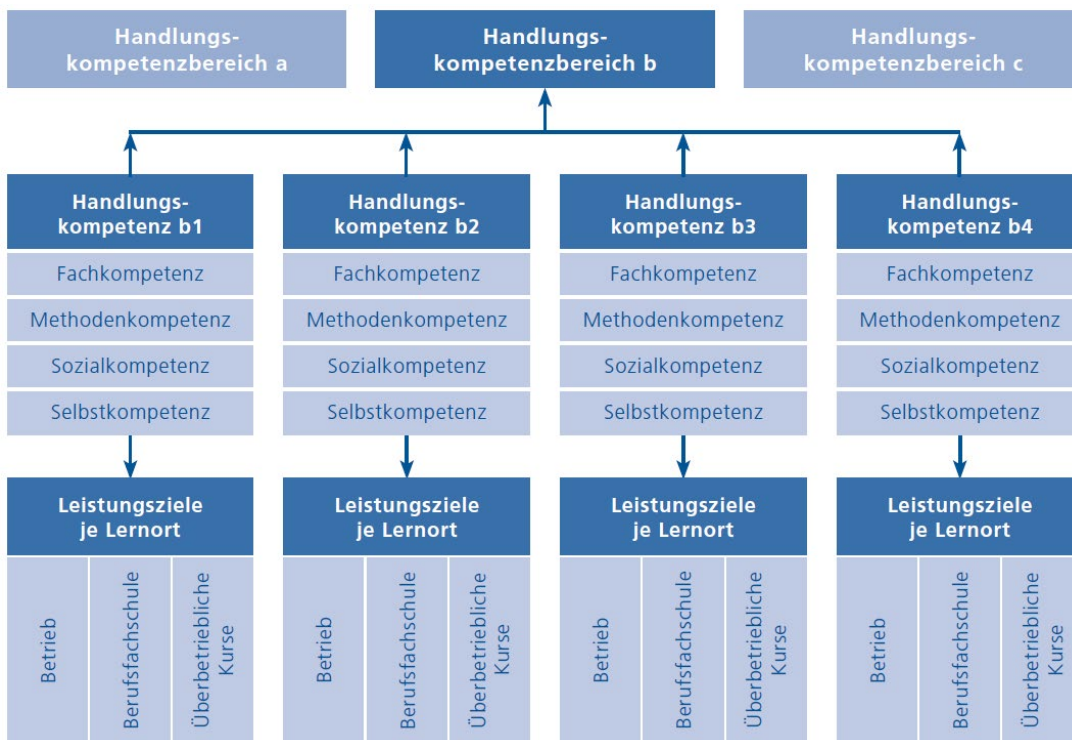 Handlungs-
kompetenzbereich a
Handlungs-
kompetenzbereich b
Handlungs-
kompetenzbereich c
Handlungs-
kompetenz b1
Handlungs-
kompetenz b2
Handlungs-
kompetenz b3
Handlungs-
kompetenz b4
Fachkompetenz
Fachkompetenz
Fachkompetenz
Fachkompetenz
Methodenkompetenz
Methodenkompetenz
Methodenkompetenz
Methodenkompetenz
Sozialkompetenz
Sozialkompetenz
Sozialkompetenz
Sozialkompetenz
Selbstkompetenz
Selbstkompetenz
Selbstkompetenz
Selbstkompetenz
Leistungsziele
je Lernort
Leistungsziele
je Lernort
Leistungsziele
je Lernort
Leistungsziele
je Lernort
Betrieb
Berufsfachschule
Überbetriebliche
Kurse
Betrieb
Berufsfachschule
Überbetriebliche
Kurse
Betrieb
Berufsfachschule
Überbetriebliche
Kurse
Betrieb
Berufsfachschule
Überbetriebliche
Kurse